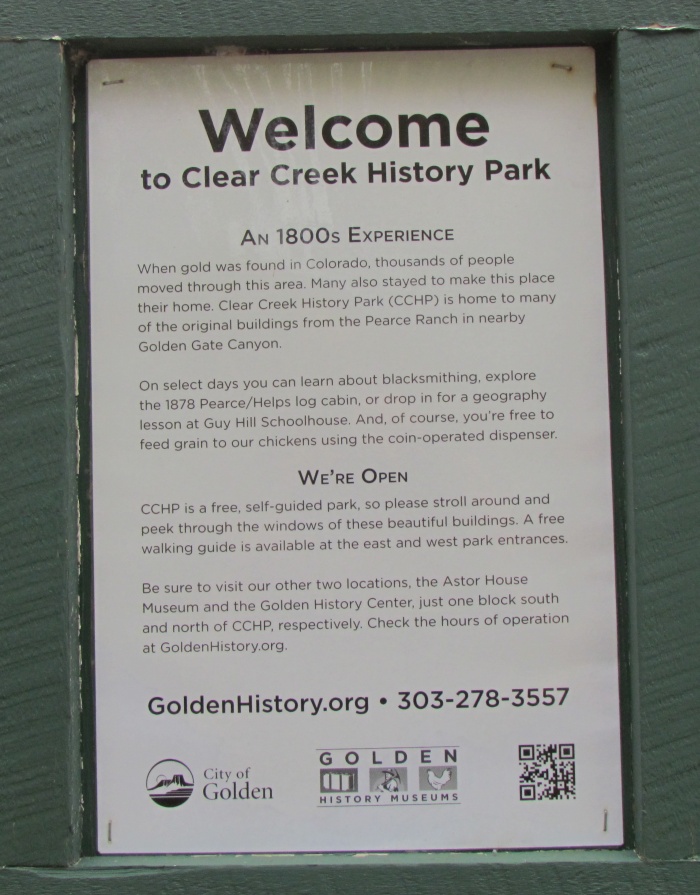 Welcome
to Clear Creek History Park
An 1800s Experience
When gold was found in Colorado, thousands of people
moved through this area. Many also stayed to make this place
their home. Clear Creek History Park (CCHP) is home to many
of the original buildings from the Pearce Ranch in nearby
Golden Gate Canyon.
On select days you can learn about blacksmithing, explore
the 1878 Pearce/Helps log cabin, or drop in for a geography
lesson at Guy Hill Schoolhouse. And, of course, you're free to
feed grain to our chickens using the coin-operated dispenser.
We're Open
CCHP is a free, self-guided park, so please stroll around and
peek through the windows of these beautiful buildings. A free
walking guide is available at the east and west park entrances.
Be sure to visit our other two locations, the Astor House
Museum and the Golden History Center, just one block south
and north of CCHP, respectively. Check the hours of operation
at GoldenHistory.org.
GoldenHistory.org • 303-278-3557
City of
Golden
GOLDEN
HISTORY MUSEUMS